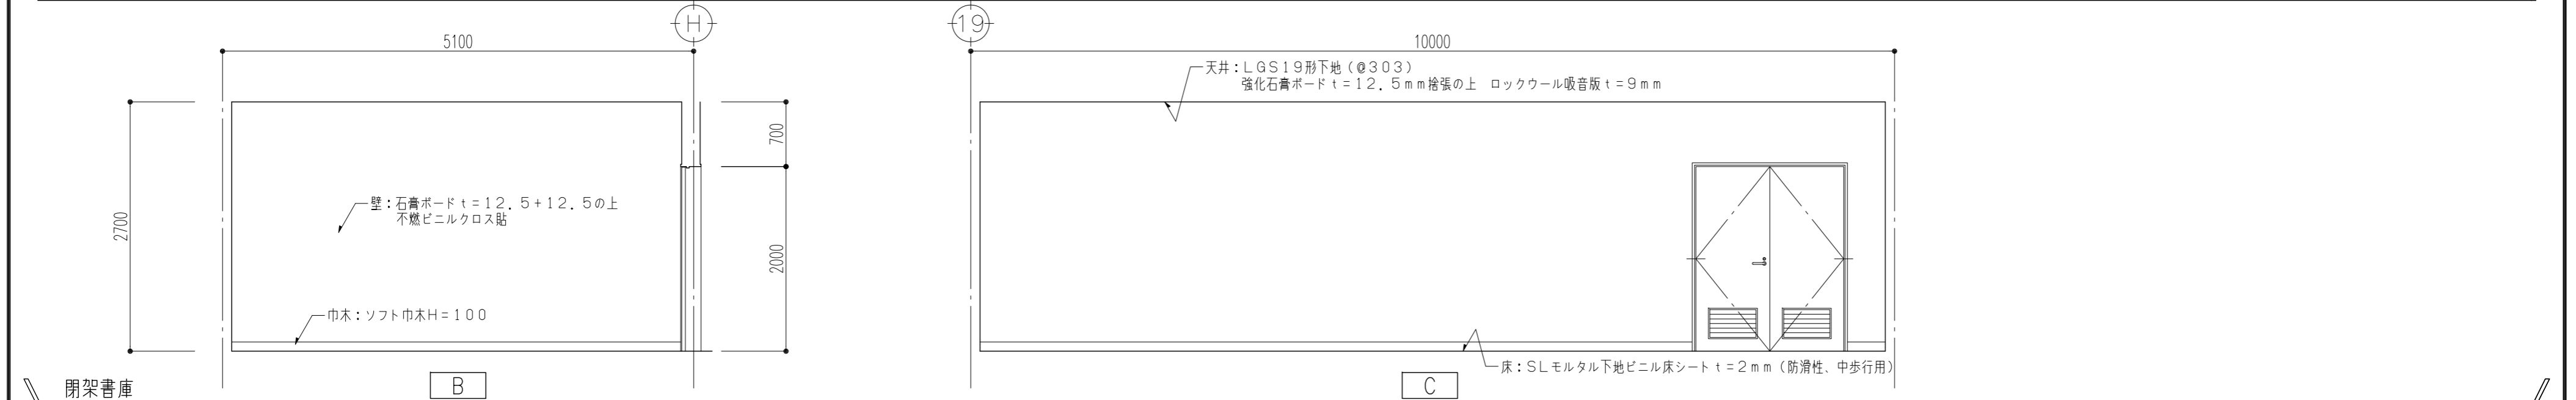 H
19
5100
10000
天井：ＬＧＳ１９形下地（＠３０３）
強化石膏ボードｔ＝１２．５ｍｍ捨張の上　ロックウール吸音版ｔ＝９ｍｍ
700
壁：石膏ボードｔ＝１２．５＋１２．５の上
不燃ビニルクロス貼
2700
2000
巾木：ソフト巾木Ｈ＝１００
床：ＳＬモルタル下地ビニル床シートｔ＝２ｍｍ（防滑性、中歩行用）
閉架書庫
B
C